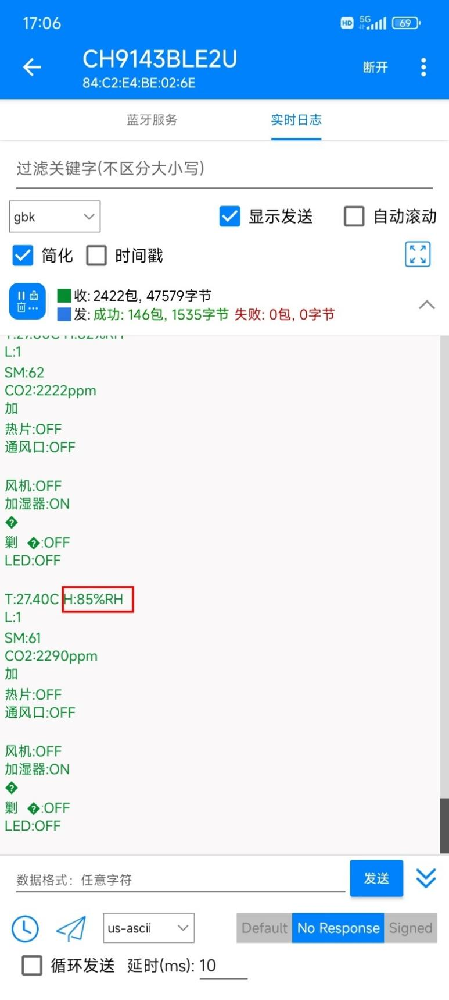 17:06
HD 5G 69
CH9143BLE2U
84:C2:E4:BE:02:6E
断开
蓝牙服务 实时日志
过滤关键字(不区分大小写)
gbk 显示发送 自动滚动
简化 时间戳
收: 2422包, 47579字节
发: 成功: 146包, 1535字节 失败: 0包, 0字节
L:1
SM:62
CO2:2222ppm
加
热片:OFF
通风口:OFF
风机:OFF
加湿器:ON
�
剿 �:OFF
LED:OFF
T:27.40C H:85%RH
L:1
SM:61
CO2:2290ppm
加
热片:OFF
通风口:OFF
风机:OFF
加湿器:ON
�
剿 �:OFF
LED:OFF
数据格式：任意字符 发送
us-ascii Default No Response Signed
循环发送 延时(ms): 10